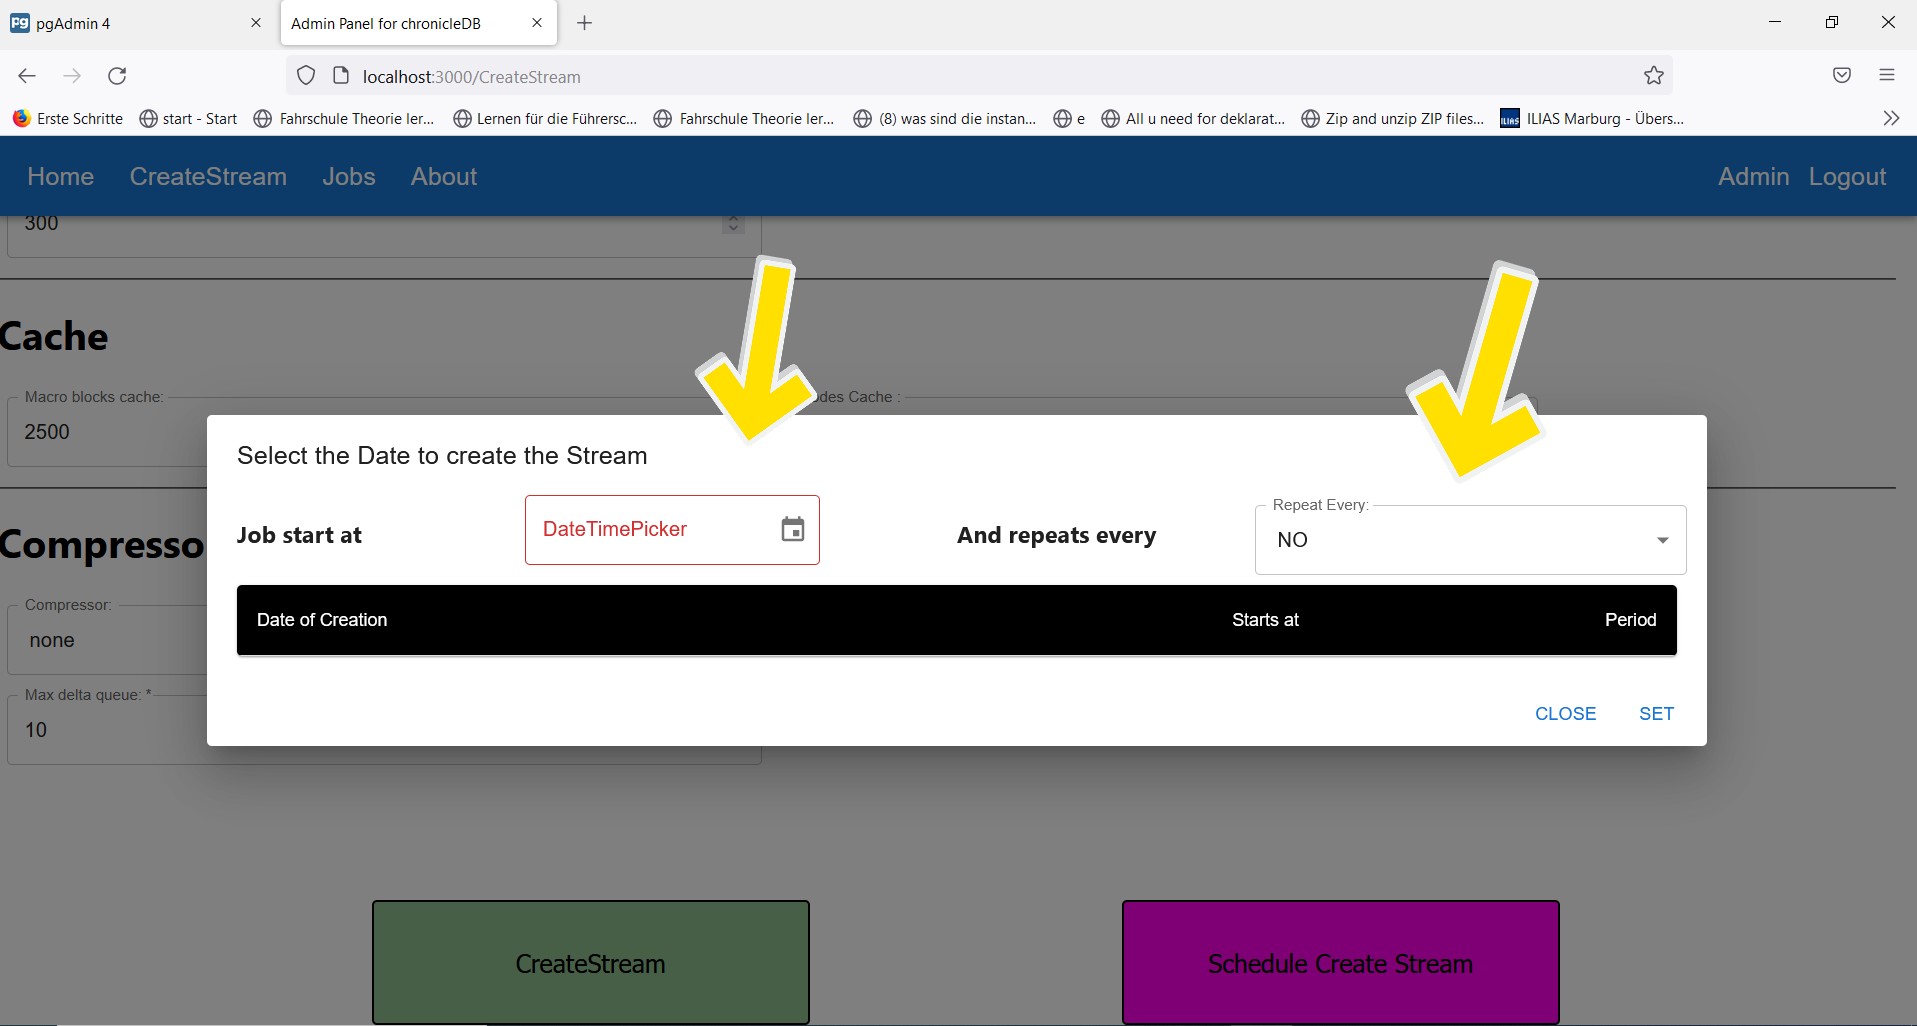 pgAdmin 4
Admin Panel for chronicleDB
localhost:3000/CreateStream
Erste Schritte
start - Start
Fahrschule Theorie ler...
Lernen für die Führersc...
Fahrschule Theorie ler...
(8) was sind die instan...
e
All u need for deklarat...
Zip and unzip ZIP files...
ILIAS Marburg - Übers...
Home CreateStream Jobs About Admin Logout
300
Cache
Macro blocks cache:
Cache :
2500
Select the Date to create the Stream
Job start at
DateTimePicker
And repeats every
Repeat Every:
NO
Compresso
Date of Creation Starts at Period
Compressor:
none
Max delta queue: *
10
CLOSE SET
CreateStream
Schedule Create Stream